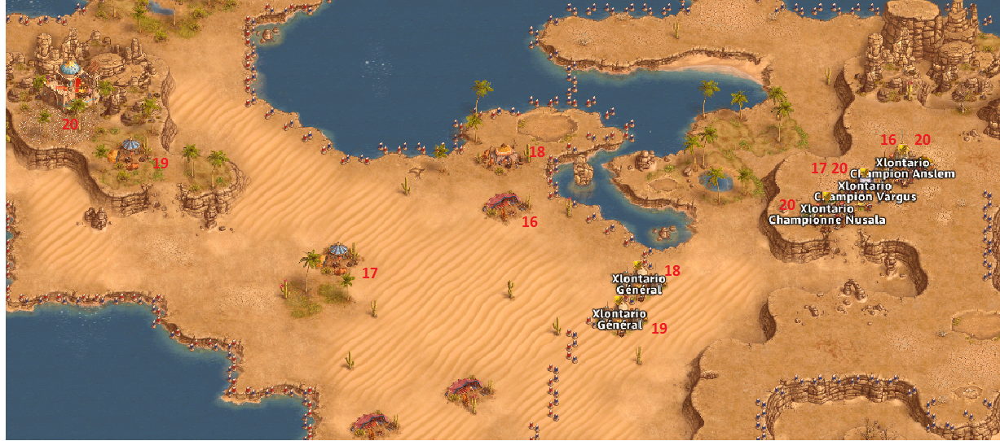 16 20
Xlontario
Champion Anslem
17 20
Xlontario
Champion Vargus
20
Xlontario
Championne Nusala
20
19
18
16
17
18
Xlontario
Général
Xlontario
Général
19